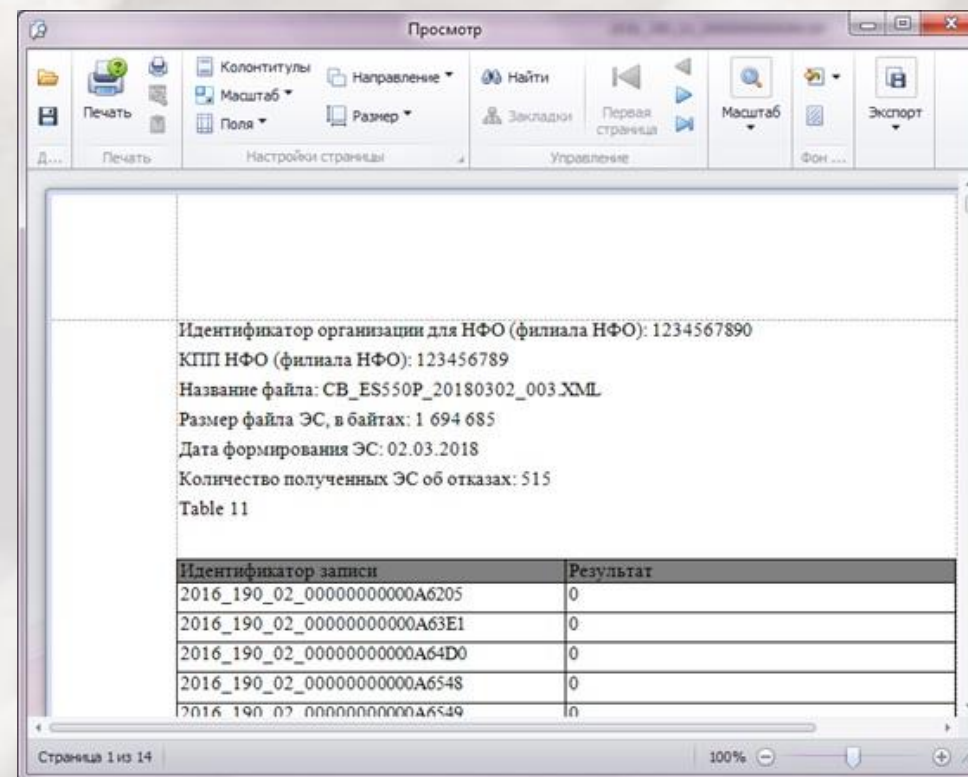 Просмотр
Колонтитулы
Направление
Найти
Масштаб
Печать
Поля
Размер
Закладки
Первая
страница
Масштаб
Экспорт
Д...
Печать
Настройки страницы
Управление
Фон ...
Идентификатор организации для НФО (филиала НФО): 1234567890
КПП НФО (филиала НФО): 123456789
Название файла: CB_ES550P_20180302_003.XML
Размер файла ЭС, в байтах: 1 694 685
Дата формирования ЭС: 02.03.2018
Количество полученных ЭС об отказах: 515
Table 11
Идентификатор записи Результат
2016_190_02_00000000000A6205 0
2016_190_02_00000000000A63E1 0
2016_190_02_00000000000A64D0 0
2016_190_02_00000000000A6548 0
2016_190_02_00000000000A6549 0
Страница 1 из 14 100%